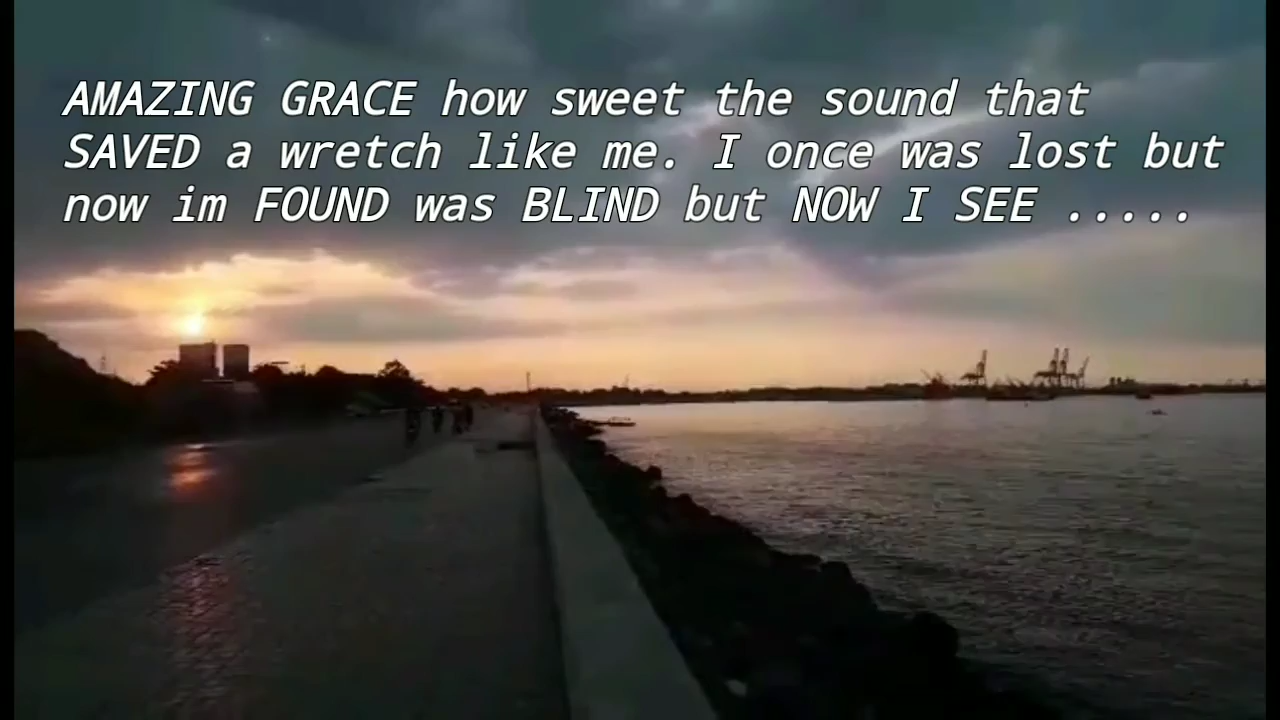 AMAZING GRACE how sweet the sound that
SAVED a wretch like me. I once was lost but
now im FOUND was BLIND but NOW I SEE .....